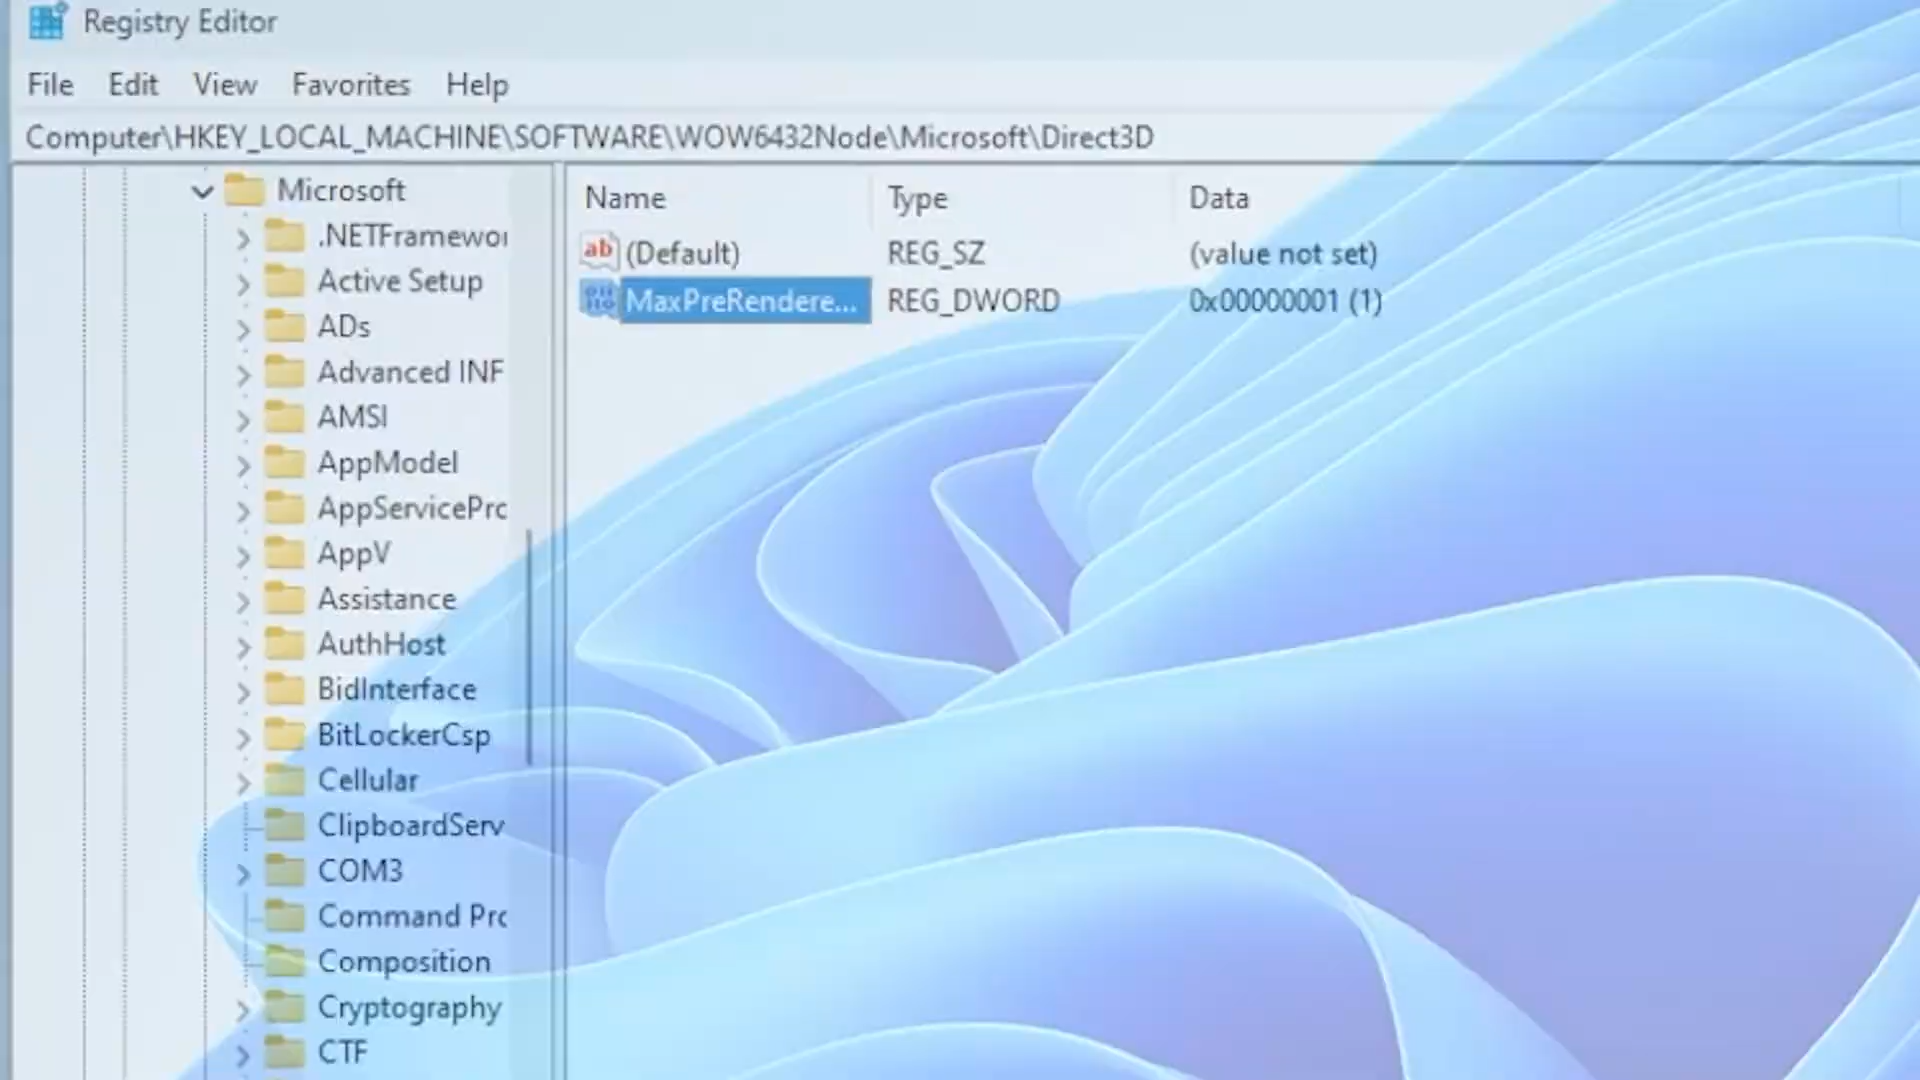 Registry Editor
File Edit View Favorites Help
Computer\HKEY_LOCAL_MACHINE\SOFTWARE\WOW6432Node\Microsoft\Direct3D
Microsoft
.NETFramewor
Active Setup
ADs
Advanced INF
AMSI
AppModel
AppServicePrc
AppV
Assistance
AuthHost
BidInterface
BitLockerCsp
Cellular
ClipboardServ
COM3
Command Prc
Composition
Cryptography
CTF
Name Type Data
(Default) REG_SZ (value not set)
MaxPreRendere... REG_DWORD 0x00000001 (1)